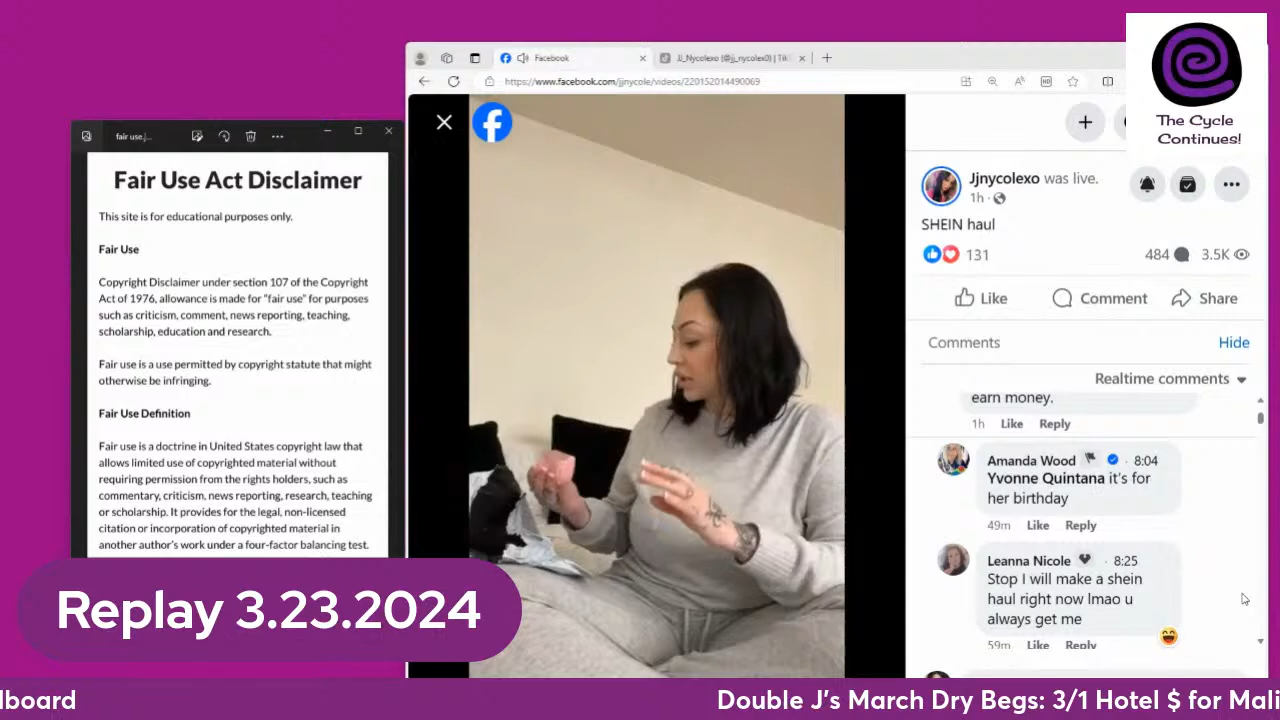 Facebook
JJ_Nycolexo (@jj_nycolex0) | Tik
https://www.facebook.com/jjnycole/videos/220152014490069
The Cycle
Continues!
fair use.j...
Fair Use Act Disclaimer
This site is for educational purposes only.
Fair Use
Copyright Disclaimer under section 107 of the Copyright
Act of 1976, allowance is made for “fair use” for purposes
such as criticism, comment, news reporting, teaching,
scholarship, education and research.
Fair use is a use permitted by copyright statute that might
otherwise be infringing.
Fair Use Definition
Fair use is a doctrine in United States copyright law that
allows limited use of copyrighted material without
requiring permission from the rights holders, such as
commentary, criticism, news reporting, research, teaching
or scholarship. It provides for the legal, non-licensed
citation or incorporation of copyrighted material in
another author’s work under a four-factor balancing test.
Jjnycolexo was live.
1h
SHEIN haul
131
484 3.5K
Like Comment Share
Comments Hide
Realtime comments
earn money.
1h Like Reply
Amanda Wood · 8:04
Yvonne Quintana it's for
her birthday
49m Like Reply
Leanna Nicole · 8:25
Stop I will make a shein
haul right now lmao u
always get me
59m Like Reply
Replay 3.23.2024
lboard Double J's March Dry Begs: 3/1 Hotel $ for Mali